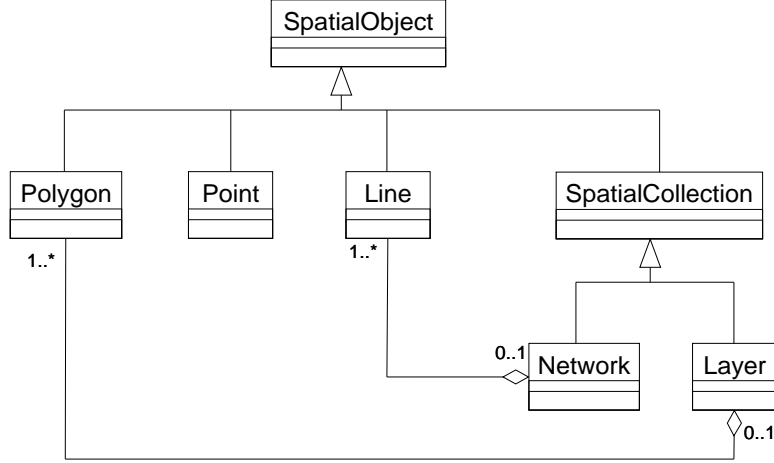 SpatialObject
Polygon
Point
Line
SpatialCollection
1..*
1..*
0..1
Network
Layer
0..1